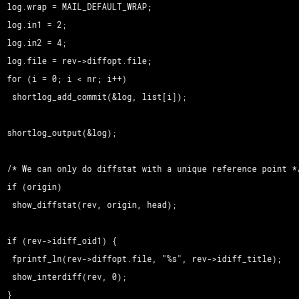 log.wrap = MAIL_DEFAULT_WRAP;
log.in1 = 2;
log.in2 = 4;
log.file = rev->diffopt.file;
for (i = 0; i < nr; i++)
shortlog_add_commit(&log, list[i]);
shortlog_output(&log);
/* We can only do diffstat with a unique reference point */
if (origin)
show_diffstat(rev, origin, head);
if (rev->idiff_oid1) {
fprintf_ln(rev->diffopt.file, "%s", rev->idiff_title);
show_interdiff(rev, 0);
}